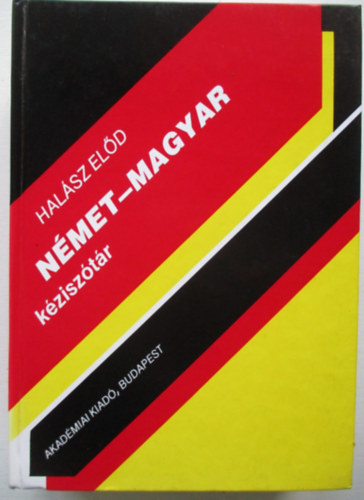 HALÁSZ ELŐD
NÉMET–MAGYAR
kéziszótár
AKADÉMIAI KIADÓ, BUDAPEST